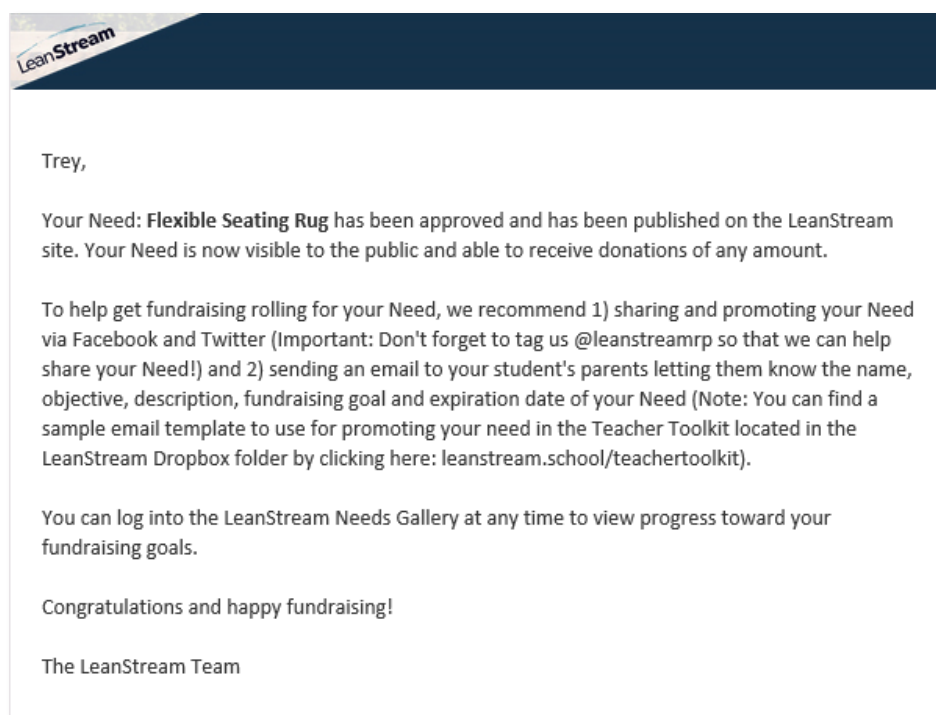 LeanStream
Trey,
Your Need: Flexible Seating Rug has been approved and has been published on the LeanStream
site. Your Need is now visible to the public and able to receive donations of any amount.
To help get fundraising rolling for your Need, we recommend 1) sharing and promoting your Need
via Facebook and Twitter (Important: Don't forget to tag us @leanstreamrp so that we can help
share your Need!) and 2) sending an email to your student's parents letting them know the name,
objective, description, fundraising goal and expiration date of your Need (Note: You can find a
sample email template to use for promoting your need in the Teacher Toolkit located in the
LeanStream Dropbox folder by clicking here: leanstream.school/teachertoolkit).
You can log into the LeanStream Needs Gallery at any time to view progress toward your
fundraising goals.
Congratulations and happy fundraising!
The LeanStream Team